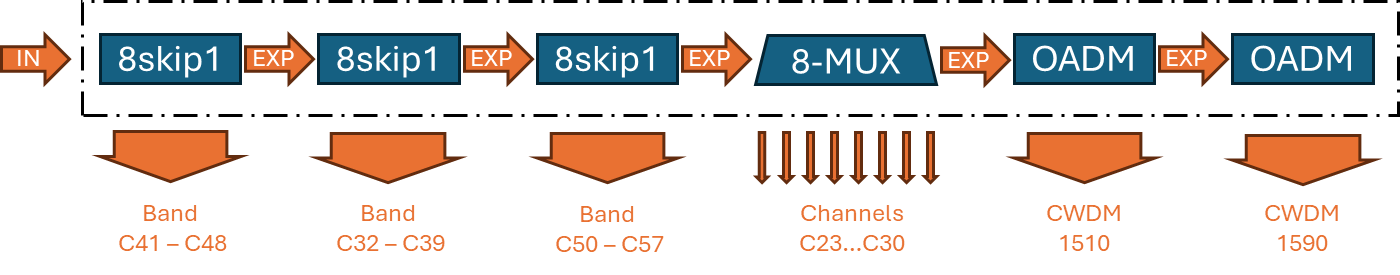 IN
8skip1
EXP
8skip1
EXP
8skip1
EXP
8-MUX
EXP
OADM
EXP
OADM
Band
C41 – C48
Band
C32 – C39
Band
C50 – C57
Channels
C23...C30
CWDM
1510
CWDM
1590